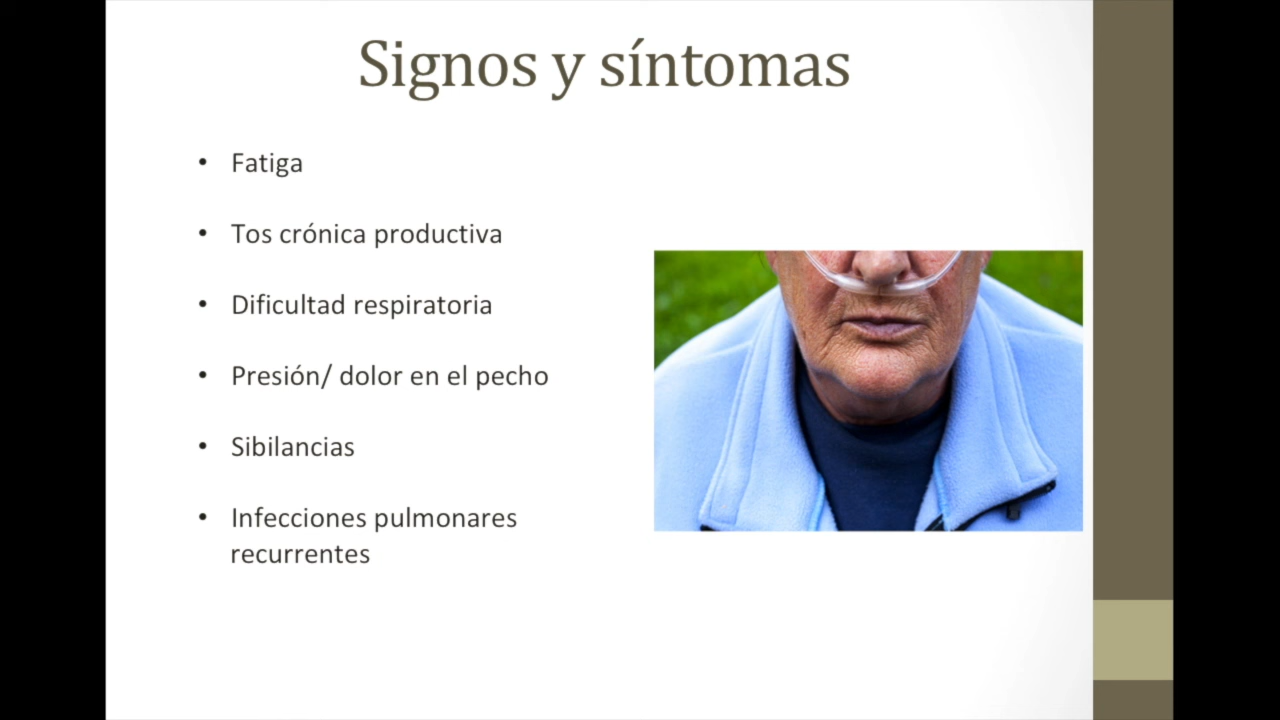 Signos y síntomas
• Fatiga
• Tos crónica productiva
• Dificultad respiratoria
• Presión/ dolor en el pecho
• Sibilancias
• Infecciones pulmonares
recurrentes